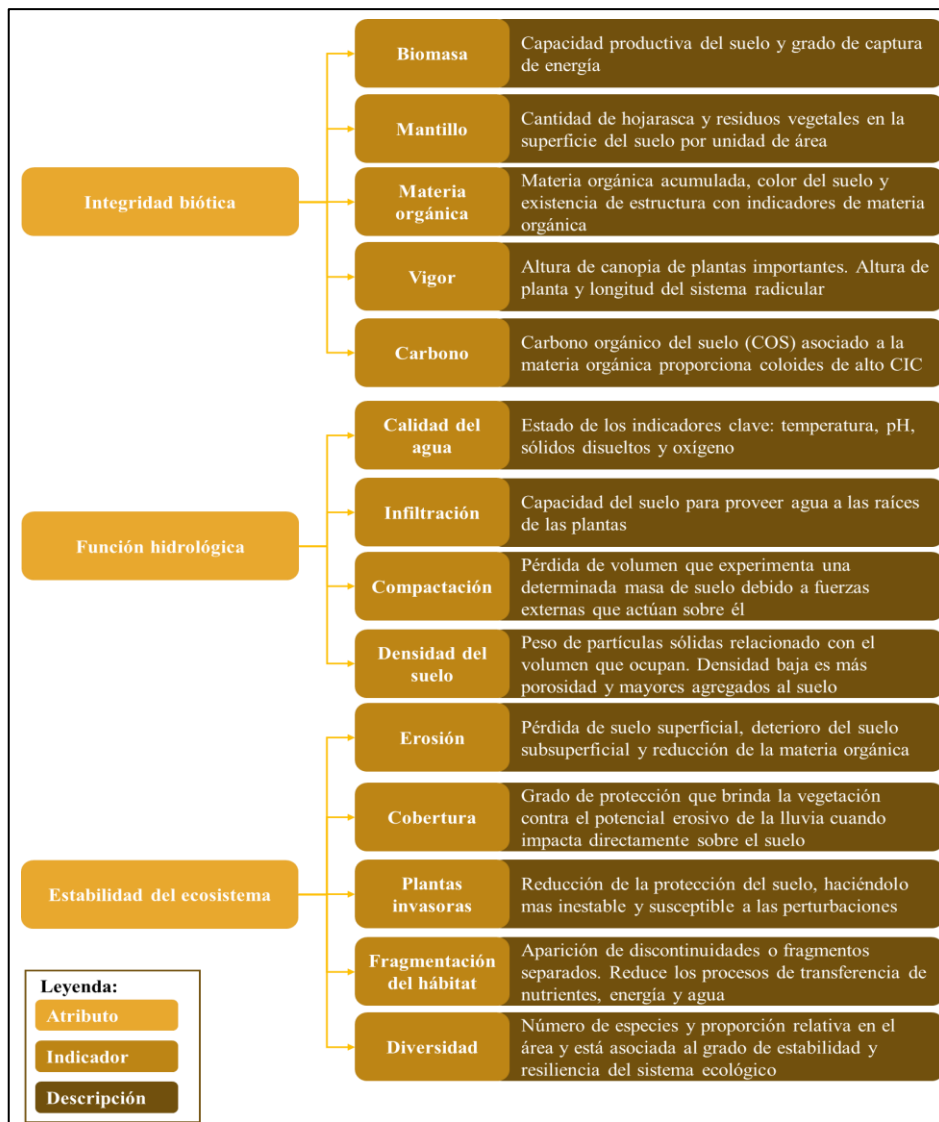 Integridad biótica
Biomasa
Capacidad productiva del suelo y grado de captura
de energía
Mantillo
Cantidad de hojarasca y residuos vegetales en la
superficie del suelo por unidad de área
Materia
orgánica
Materia orgánica acumulada, color del suelo y
existencia de estructura con indicadores de materia
orgánica
Vigor
Altura de canopia de plantas importantes. Altura de
planta y longitud del sistema radicular
Carbono
Carbono orgánico del suelo (COS) asociado a la
materia orgánica proporciona coloides de alto CIC
Función hidrológica
Calidad del
agua
Estado de los indicadores clave: temperatura, pH,
sólidos disueltos y oxígeno
Infiltración
Capacidad del suelo para proveer agua a las raíces
de las plantas
Compactación
Pérdida de volumen que experimenta una
determinada masa de suelo debido a fuerzas
externas que actúan sobre él
Densidad del
suelo
Peso de partículas sólidas relacionado con el
volumen que ocupan. Densidad baja es más
porosidad y mayores agregados al suelo
Estabilidad del ecosistema
Erosión
Pérdida de suelo superficial, deterioro del suelo
subsuperficial y reducción de la materia orgánica
Cobertura
Grado de protección que brinda la vegetación
contra el potencial erosivo de la lluvia cuando
impacta directamente sobre el suelo
Plantas
invasoras
Reducción de la protección del suelo, haciéndolo
mas inestable y susceptible a las perturbaciones
Fragmentación
del hábitat
Aparición de discontinuidades o fragmentos
separados. Reduce los procesos de transferencia de
nutrientes, energía y agua
Diversidad
Número de especies y proporción relativa en el
área y está asociada al grado de estabilidad y
resiliencia del sistema ecológico
Leyenda:
Atributo
Indicador
Descripción